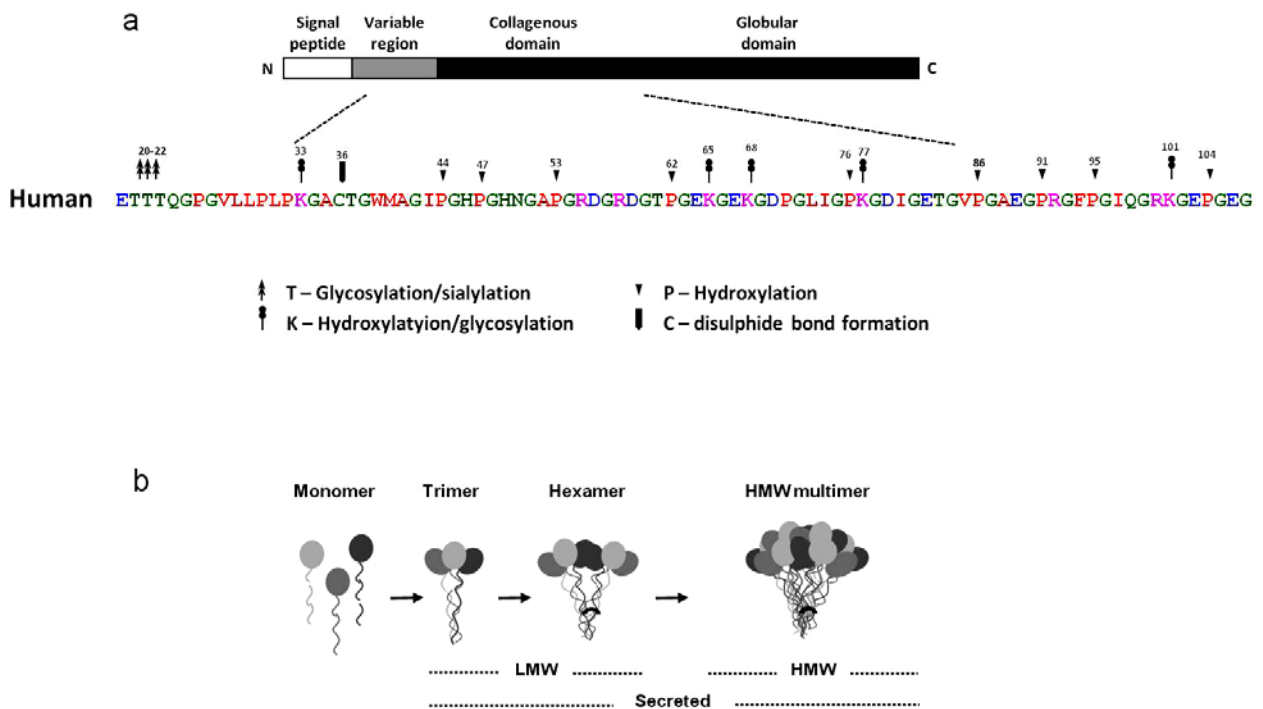 a
Signal peptide
Variable region
Collagenous domain
Globular domain
N
C
20-22 33 36 44 47 53 62 65 68 76 77 86 91 95 101 104
Human ETTTQGPGVLLPLPKGACTGWMAGIPGHPGHNGAPGRDGRDGTPGEKGEKGDPGLIGPKGDIGETGVPGAEGPRGFPGIQGRKGEPGEG
T – Glycosylation/sialylation
P – Hydroxylation
K – Hydroxylatyion/glycosylation
C – disulphide bond formation
b
Monomer Trimer Hexamer HMW multimer
LMW HMW
Secreted